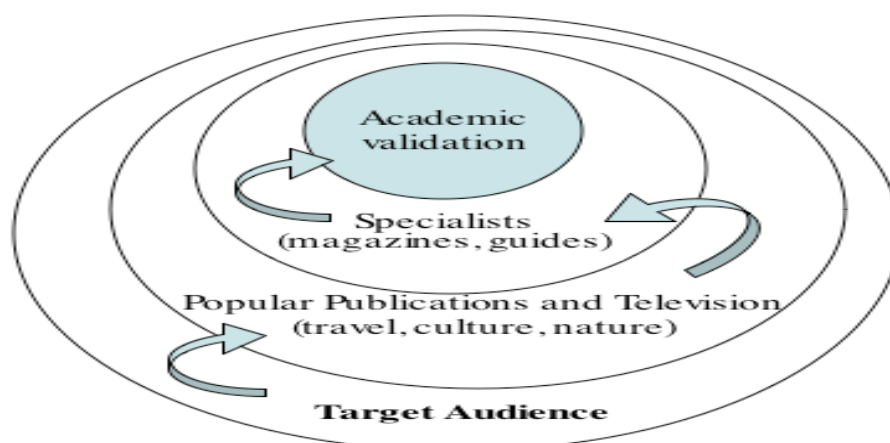 Academic
validation
Specialists
(magazines, guides)
Popular Publications and Television
(travel, culture, nature)
Target Audience